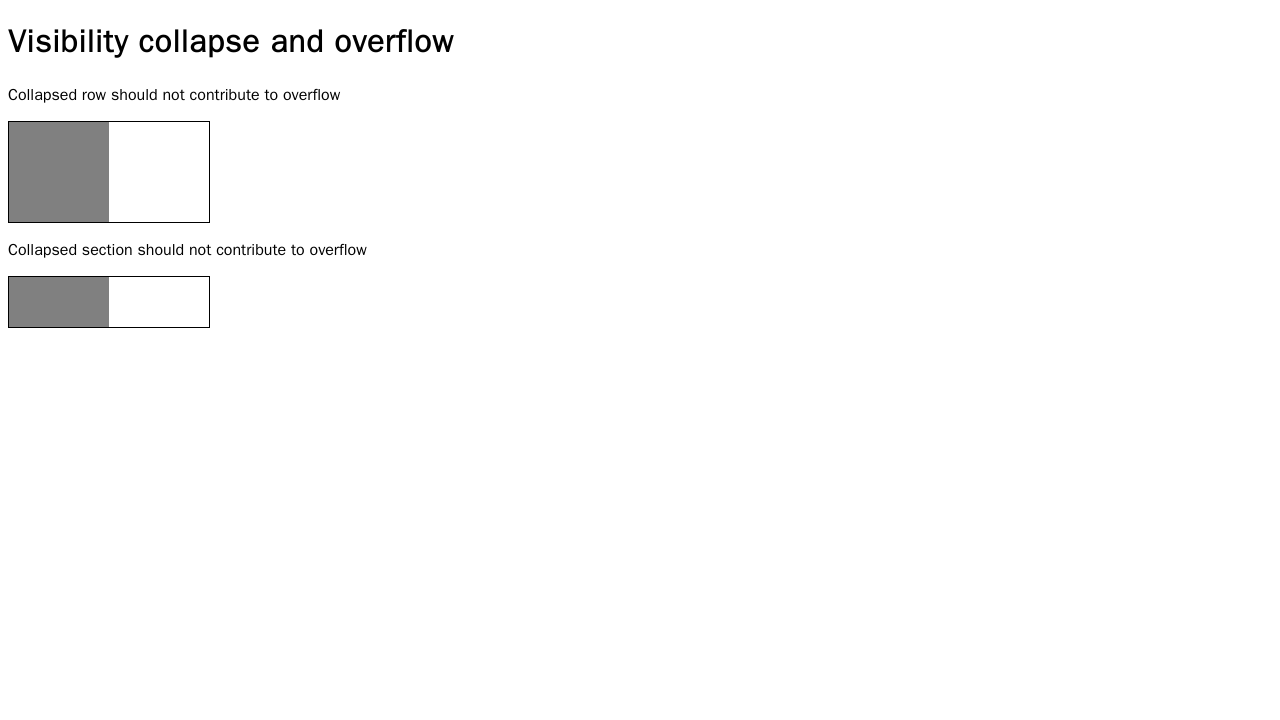 Visibility collapse and overflow
Collapsed row should not contribute to overflow
Collapsed section should not contribute to overflow